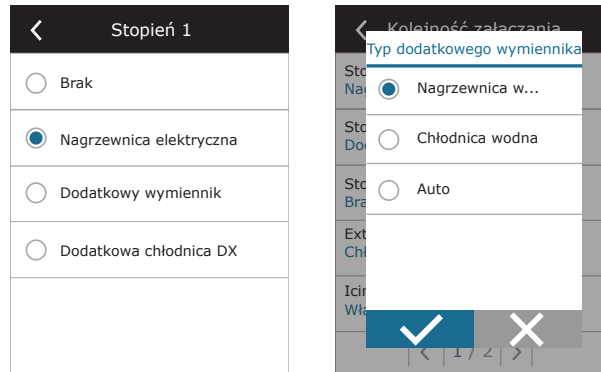 Stopień 1
Brak
Nagrzewnica elektryczna
Dodatkowy wymiennik
Dodatkowa chłodnica DX
Kolejność załączania
Typ dodatkowego wymiennika
Nagrzewnica w...
Chłodnica wodna
Auto
1 / 2